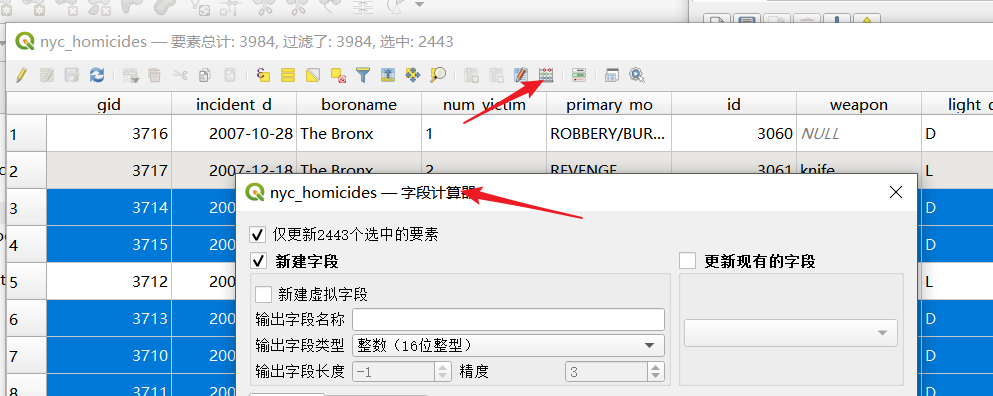 nyc_homicides — 要素总计: 3984, 过滤了: 3984, 选中: 2443
gid incident_d boroname num_victim primary_mo id weapon light_d
1 3716 2007-10-28 The Bronx 1 ROBBERY/BUR... 3060 NULL D
2 3717 2007-12-18 The Bronx 2 REVENGE 3061 knife L
nyc_homicides — 字段计算器
3 3714 200 D
仅更新2443个选中的要素
4 3715 200 D
新建字段 更新现有的字段
5 3712 200 L
新建虚拟字段
6 3713 200 D
输出字段名称
输出字段类型 整数（16位整型）
7 3710 200 D
输出字段长度 -1 精度 3
8 3711 200 D